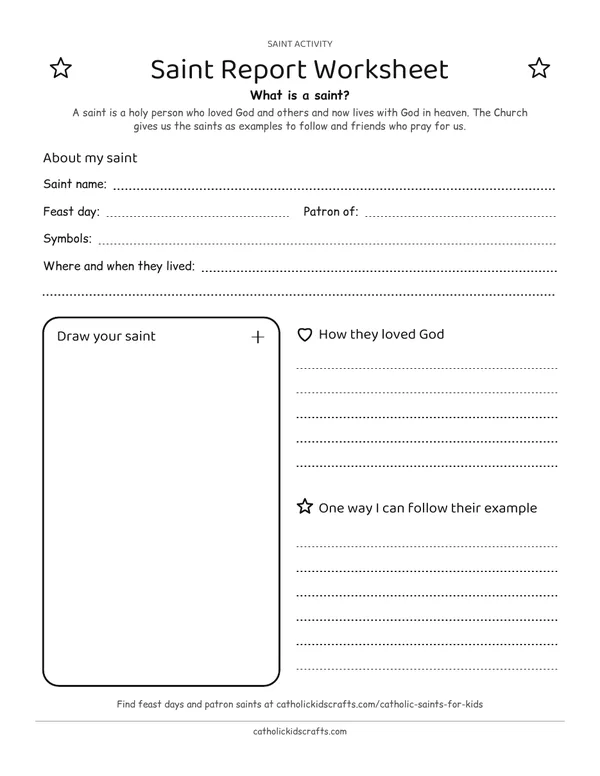 SAINT ACTIVITY
Saint Report Worksheet
What is a saint?
A saint is a holy person who loved God and others and now lives with God in heaven. The Church
gives us the saints as examples to follow and friends who pray for us.
About my saint
Saint name:
Feast day: Patron of:
Symbols:
Where and when they lived:
Draw your saint
How they loved God
One way I can follow their example
Find feast days and patron saints at catholickidscrafts.com/catholic-saints-for-kids
catholickidscrafts.com